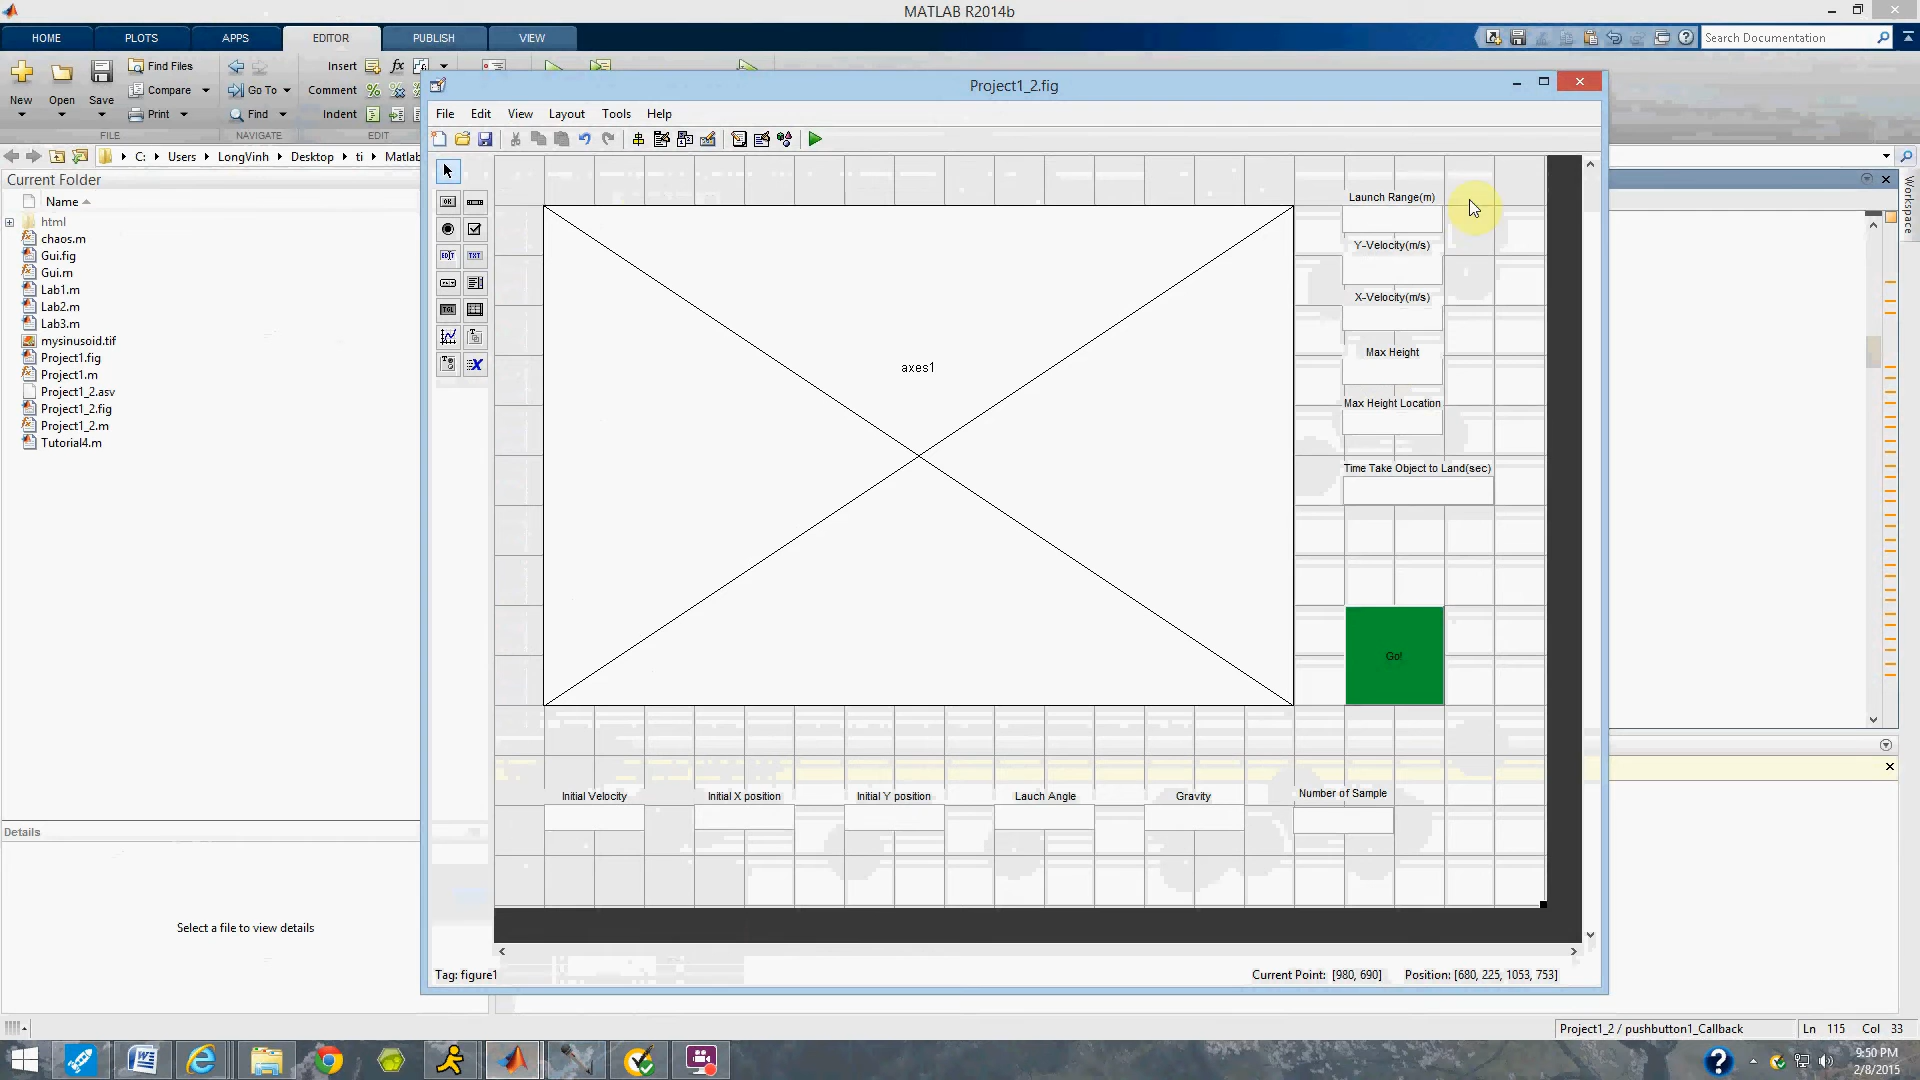 MATLAB R2014b
HOME PLOTS APPS EDITOR PUBLISH VIEW
Search Documentation
New Open Save
Find Files
Compare
Print
Go To
Find
Insert
Comment
Indent
FILE NAVIGATE EDIT
C: Users LongVinh Desktop ti Matlab
Current Folder
Name
html
chaos.m
Gui.fig
Gui.m
Lab1.m
Lab2.m
Lab3.m
mysinusoid.tif
Project1.fig
Project1.m
Project1_2.asv
Project1_2.fig
Project1_2.m
Tutorial4.m
Details
Select a file to view details
Project1_2.fig
File Edit View Layout Tools Help
OK
EDIT TXT
TGL
axes1
Launch Range(m)
Y-Velocity(m/s)
X-Velocity(m/s)
Max Height
Max Height Location
Time Take Object to Land(sec)
Go!
Initial Velocity Initial X position Initial Y position Lauch Angle Gravity Number of Sample
Tag: figure1
Current Point: [980, 690] Position: [680, 225, 1053, 753]
Workspace
Project1_2 / pushbutton1_Callback Ln 115 Col 33
9:50 PM
2/8/2015